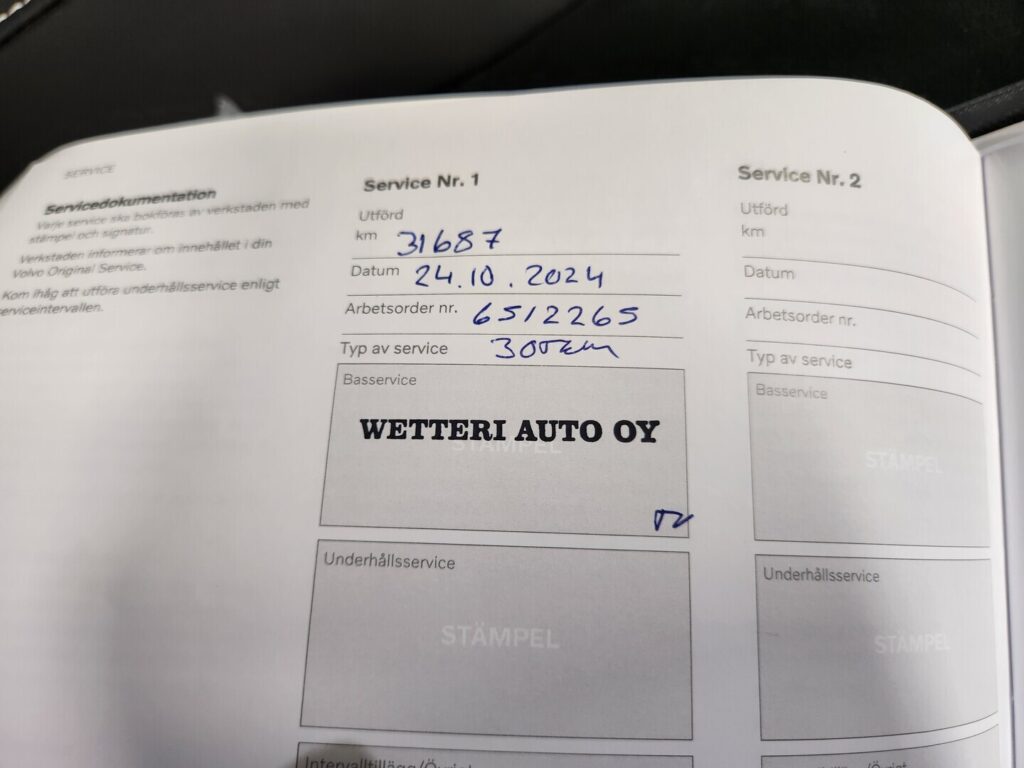 SERVICE
Servicedokumentation
Varje service ska bokföras av verkstaden med
stämpel och signatur.
Verkstaden informerar om innehållet i din
Volvo Original Service.
Kom ihåg att utföra underhållsservice enligt
serviceintervallen.
Service Nr. 1
Utförd
km 31687
Datum 24.10.2024
Arbetsorder nr. 6512265
Typ av service
Basservice
WETTERI AUTO OY
STÄMPEL
Underhållsservice
STÄMPEL
Intervalltillägg/Övrigt
Service Nr. 2
Utförd
km
Datum
Arbetsorder nr.
Typ av service
Basservice
STÄMPEL
Underhållsservice
STÄMPEL